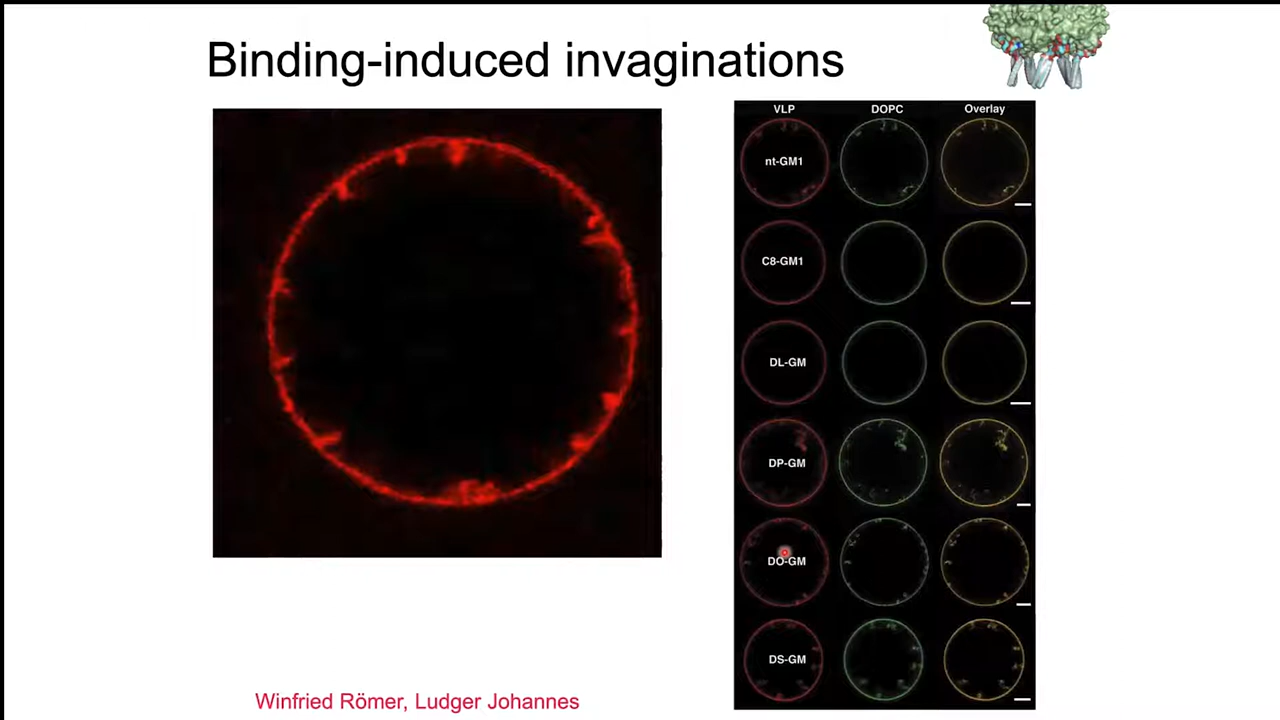 Binding-induced invaginations
VLP DOPC Overlay
nt-GM1
C8-GM1
DL-GM
DP-GM
DO-GM
DS-GM
Winfried Römer, Ludger Johannes